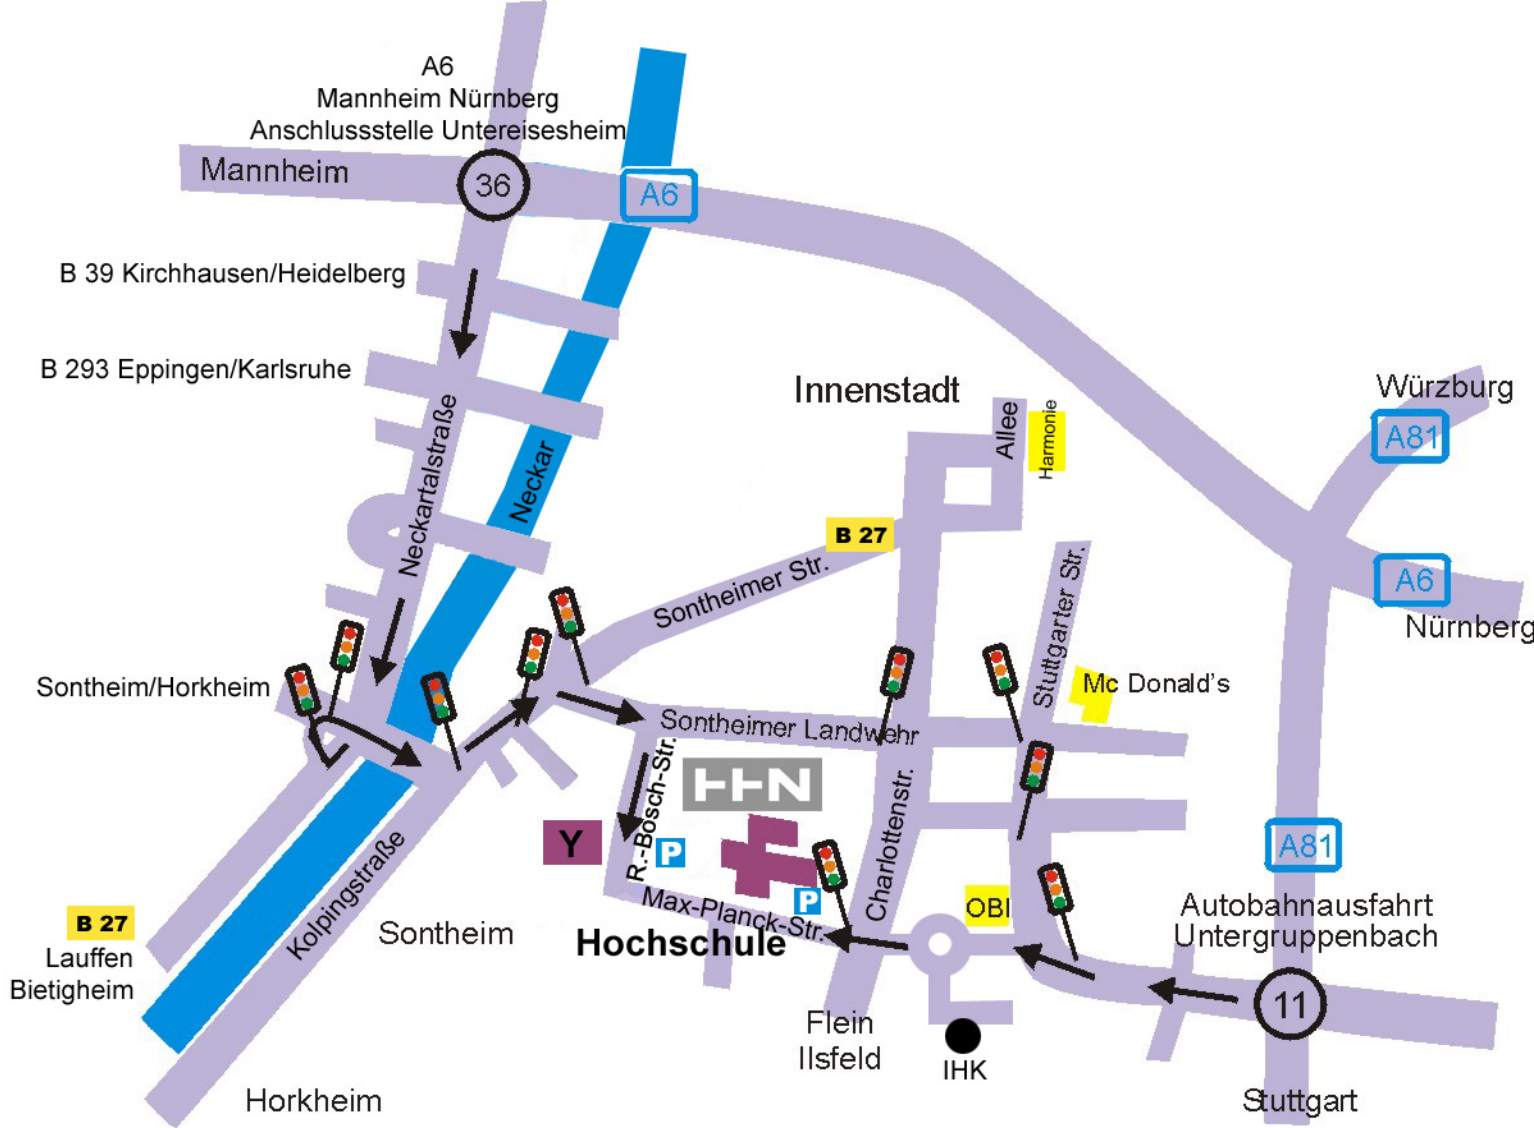 A6
Mannheim Nürnberg
Anschlussstelle Untereisesheim
Mannheim
36
A6
B 39 Kirchhausen/Heidelberg
B 293 Eppingen/Karlsruhe
Neckartalstraße
Neckar
Innenstadt
Allee
Harmonie
Würzburg
A81
B 27
Sontheimer Str.
Stuttgarter Str.
A6
Nürnberg
Sontheim/Horkheim
Mc Donald's
Sontheimer Landwehr
R.-Bosch-Str.
HHN
Charlottenstr.
Y
P
A81
Kolpingstraße
P
Max-Planck-Str.
OBI
Autobahnausfahrt
Untergruppenbach
B 27
Lauffen
Bietigheim
Sontheim
Hochschule
11
Flein
Ilsfeld
IHK
Horkheim
Stuttgart